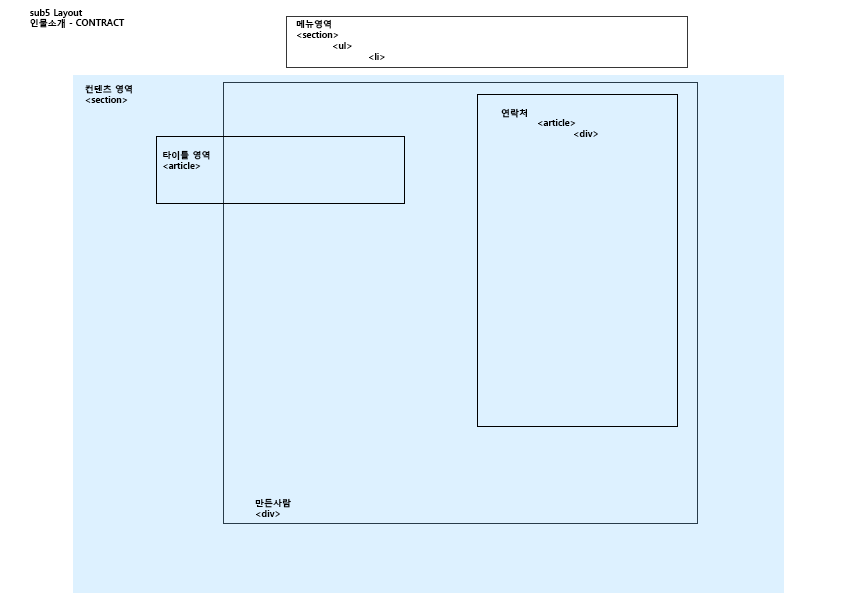 sub5 Layout
인물소개 - CONTRACT
메뉴영역
<section>
<ul>
<li>
컨텐츠 영역
<section>
연락처
<article>
<div>
타이틀 영역
<article>
만든사람
<div>